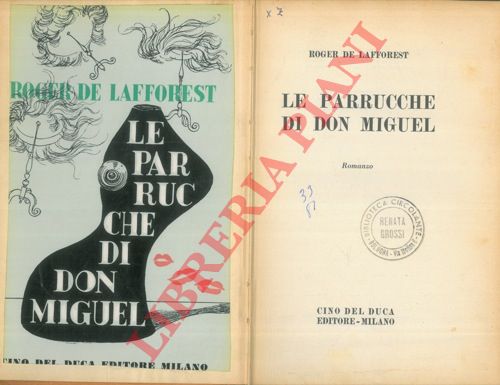 ROGER DE LAFFOREST
LE
PAR
RUC
CHE
DI
DON
MIGUEL
CINO DEL DUCA EDITORE MILANO
x Z
ROGER DE LAFFOREST
LE PARRUCCHE
DI DON MIGUEL
Romanzo
BIBLIOTECA CIRCOLANTE
RENATA
GROSSI
CINO DEL DUCA
EDITORE-MILANO
LIBRERIA PIANI